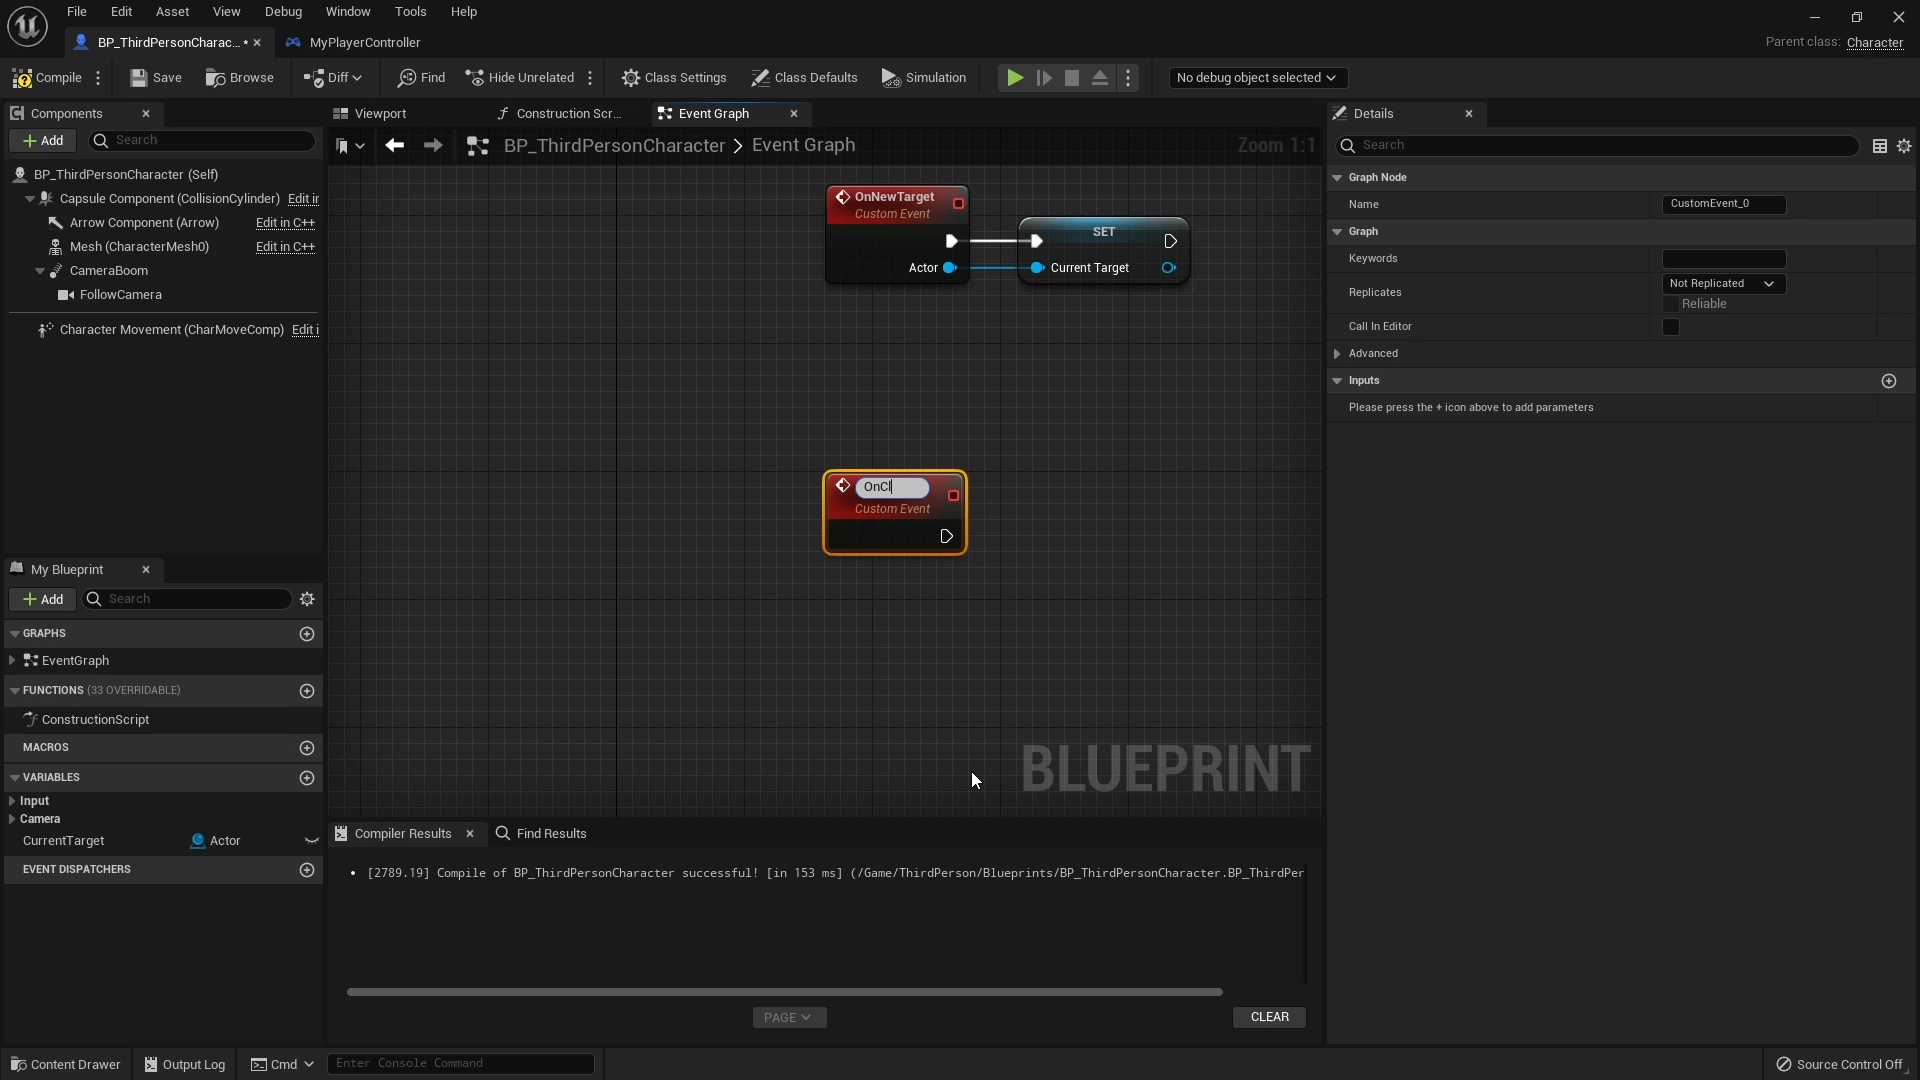 File Edit Asset View Debug Window Tools Help
BP_ThirdPersonCharac... • MyPlayerController
Parent class: Character
Compile Save Browse Diff Find Hide Unrelated Class Settings Class Defaults Simulation No debug object selected
Components
Add Search
BP_ThirdPersonCharacter (Self)
Capsule Component (CollisionCylinder) Edit in
Arrow Component (Arrow) Edit in C++
Mesh (CharacterMesh0) Edit in C++
CameraBoom
FollowCamera
Character Movement (CharMoveComp) Edit i
My Blueprint
Add Search
GRAPHS
EventGraph
FUNCTIONS (33 OVERRIDABLE)
ConstructionScript
MACROS
VARIABLES
Input
Camera
CurrentTarget Actor
EVENT DISPATCHERS
Viewport Construction Scr... Event Graph
BP_ThirdPersonCharacter > Event Graph Zoom 1:1
OnNewTarget
Custom Event
SET
Actor Current Target
OnCl
Custom Event
BLUEPRINT
Compiler Results Find Results
• [2789.19] Compile of BP_ThirdPersonCharacter successful! [in 153 ms] (/Game/ThirdPerson/Blueprints/BP_ThirdPersonCharacter.BP_ThirdPer
PAGE CLEAR
Details
Search
Graph Node
Name CustomEvent_0
Graph
Keywords
Replicates Not Replicated
Reliable
Call In Editor
Advanced
Inputs
Please press the + icon above to add parameters
Content Drawer Output Log Cmd Enter Console Command Source Control Off